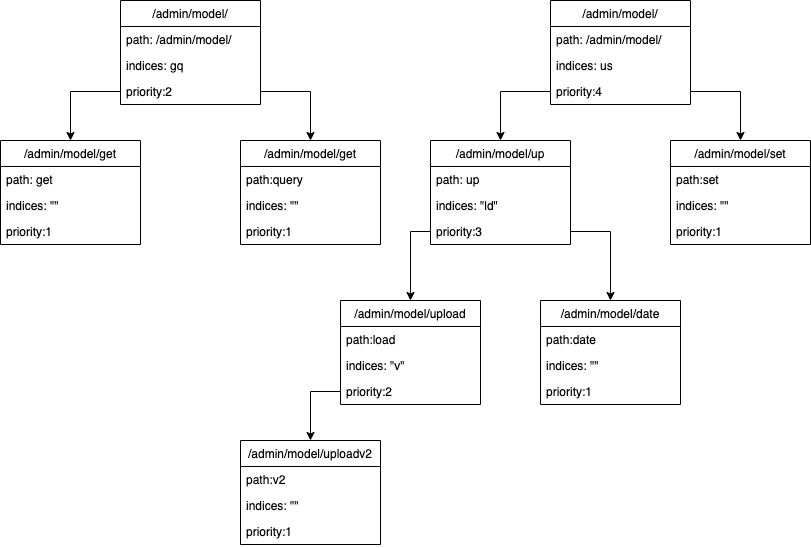 /admin/model/
path: /admin/model/
indices: gq
priority:2
/admin/model/
path: /admin/model/
indices: us
priority:4
/admin/model/get
path: get
indices: ""
priority:1
/admin/model/get
path:query
indices: ""
priority:1
/admin/model/up
path: up
indices: "ld"
priority:3
/admin/model/set
path:set
indices: ""
priority:1
/admin/model/upload
path:load
indices: "v"
priority:2
/admin/model/date
path:date
indices: ""
priority:1
/admin/model/uploadv2
path:v2
indices: ""
priority:1